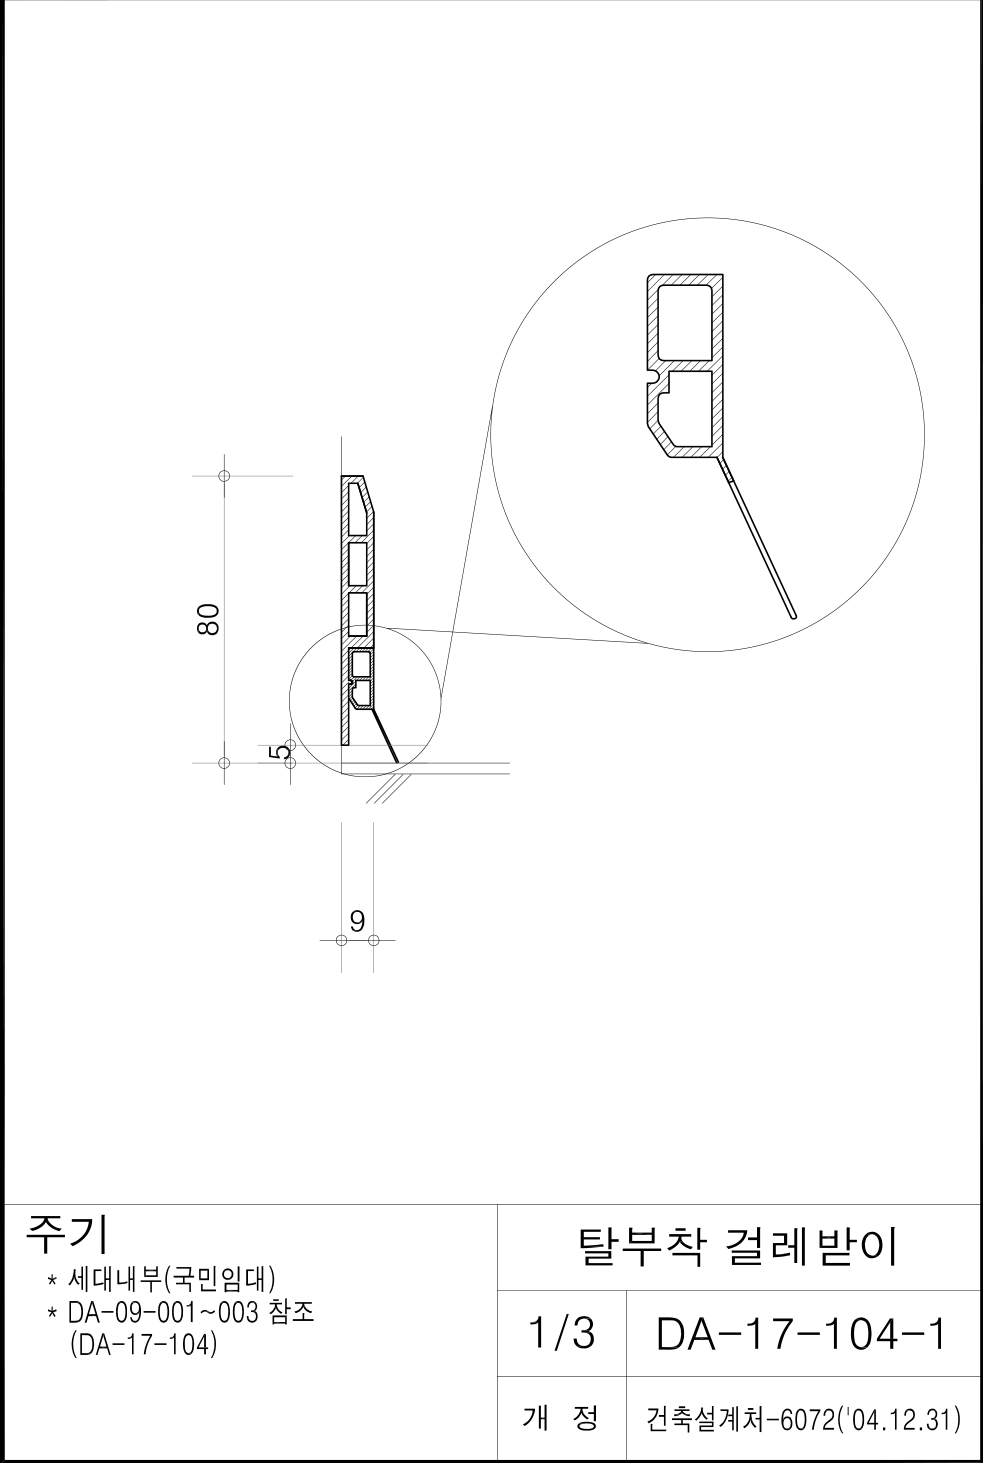 80
5
9
주기
* 세대내부(국민임대)
* DA-09-001~003 참조
(DA-17-104)
탈부착 걸레받이
1/3
DA-17-104-1
개 정
건축설계처-6072('04.12.31)